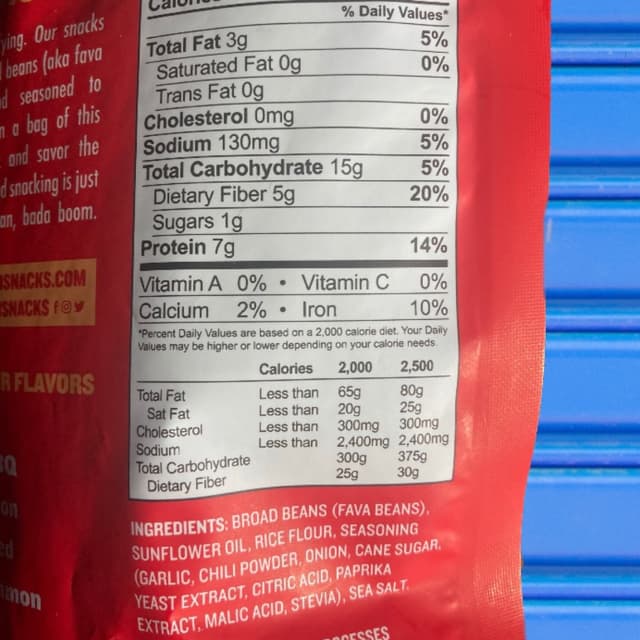 % Daily Values*
Total Fat 3g 5%
Saturated Fat 0g 0%
Trans Fat 0g
Cholesterol 0mg 0%
Sodium 130mg 5%
Total Carbohydrate 15g 5%
Dietary Fiber 5g 20%
Sugars 1g
Protein 7g 14%
Vitamin A 0% • Vitamin C 0%
Calcium 2% • Iron 10%
*Percent Daily Values are based on a 2,000 calorie diet. Your Daily
Values may be higher or lower depending on your calorie needs.
Calories 2,000 2,500
Total Fat Less than 65g 80g
Sat Fat Less than 20g 25g
Cholesterol Less than 300mg 300mg
Sodium Less than 2,400mg 2,400mg
Total Carbohydrate 300g 375g
Dietary Fiber 25g 30g
INGREDIENTS: BROAD BEANS (FAVA BEANS),
SUNFLOWER OIL, RICE FLOUR, SEASONING
(GARLIC, CHILI POWDER, ONION, CANE SUGAR,
YEAST EXTRACT, CITRIC ACID, PAPRIKA
EXTRACT, MALIC ACID, STEVIA), SEA SALT.
Our snacks
beans (aka fava
seasoned to
a bag of this
and savor the
snacking is just
bada boom.
SNACKS.COM
SNACKS
FLAVORS